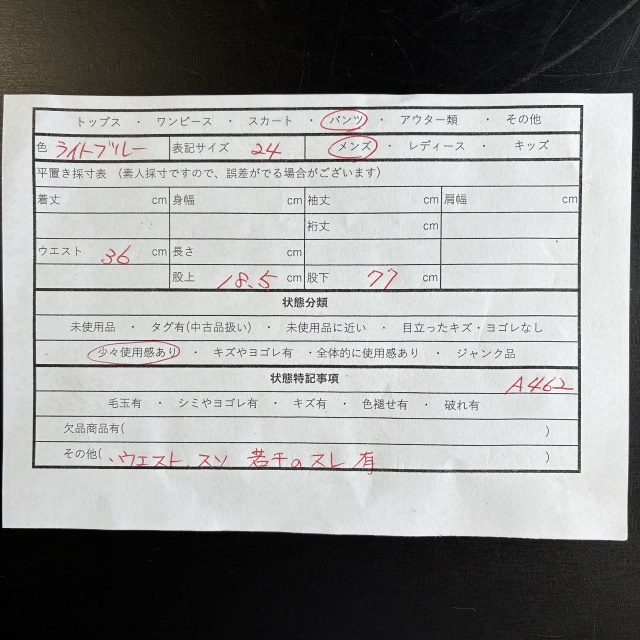 トップス ・ ワンピース ・ スカート ・ パンツ ・ アウター類 ・ その他
色 ライトブルー 表記サイズ 24 メンズ ・ レディース ・ キッズ
平置き採寸表 (素人採寸ですので、誤差がでる場合がございます)
着丈 cm 身幅 cm 袖丈 cm 肩幅 cm
裄丈 cm
ウエスト 36 cm 長さ cm
股上 18.5 cm 股下 77 cm
状態分類
未使用品 ・ タグ有(中古品扱い) ・ 未使用品に近い ・ 目立ったキズ・ヨゴレなし
少々使用感あり ・ キズやヨゴレ有 ・全体的に使用感あり ・ ジャンク品
状態特記事項 A462
毛玉有 ・ シミやヨゴレ有 ・ キズ有 ・ 色褪せ有 ・ 破れ有
欠品商品有( )
その他( ・ウエスト、スソ 若干のスレ 有 )